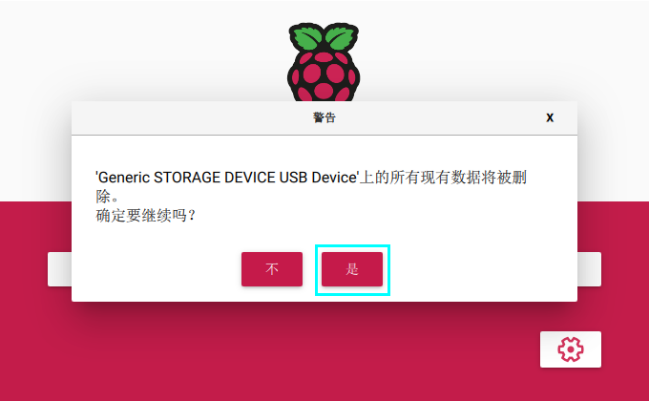 警告
X
'Generic STORAGE DEVICE USB Device'上的所有现有数据将被删
除。
确定要继续吗?
不
是